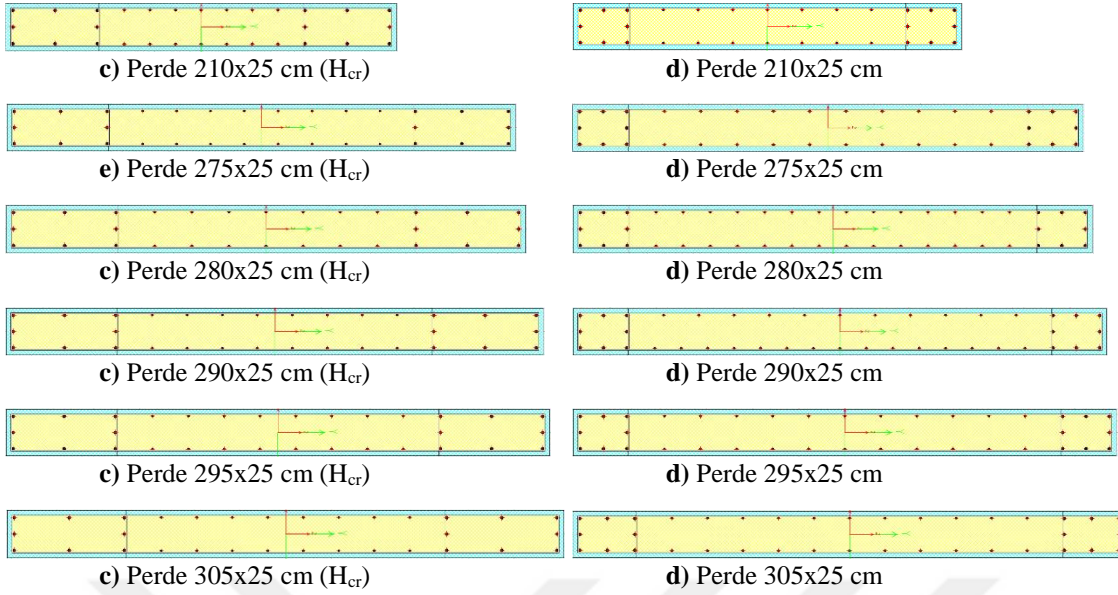 c) Perde 210x25 cm (Hcr)
d) Perde 210x25 cm
e) Perde 275x25 cm (Hcr)
d) Perde 275x25 cm
c) Perde 280x25 cm (Hcr)
d) Perde 280x25 cm
c) Perde 290x25 cm (Hcr)
d) Perde 290x25 cm
c) Perde 295x25 cm (Hcr)
d) Perde 295x25 cm
c) Perde 305x25 cm (Hcr)
d) Perde 305x25 cm